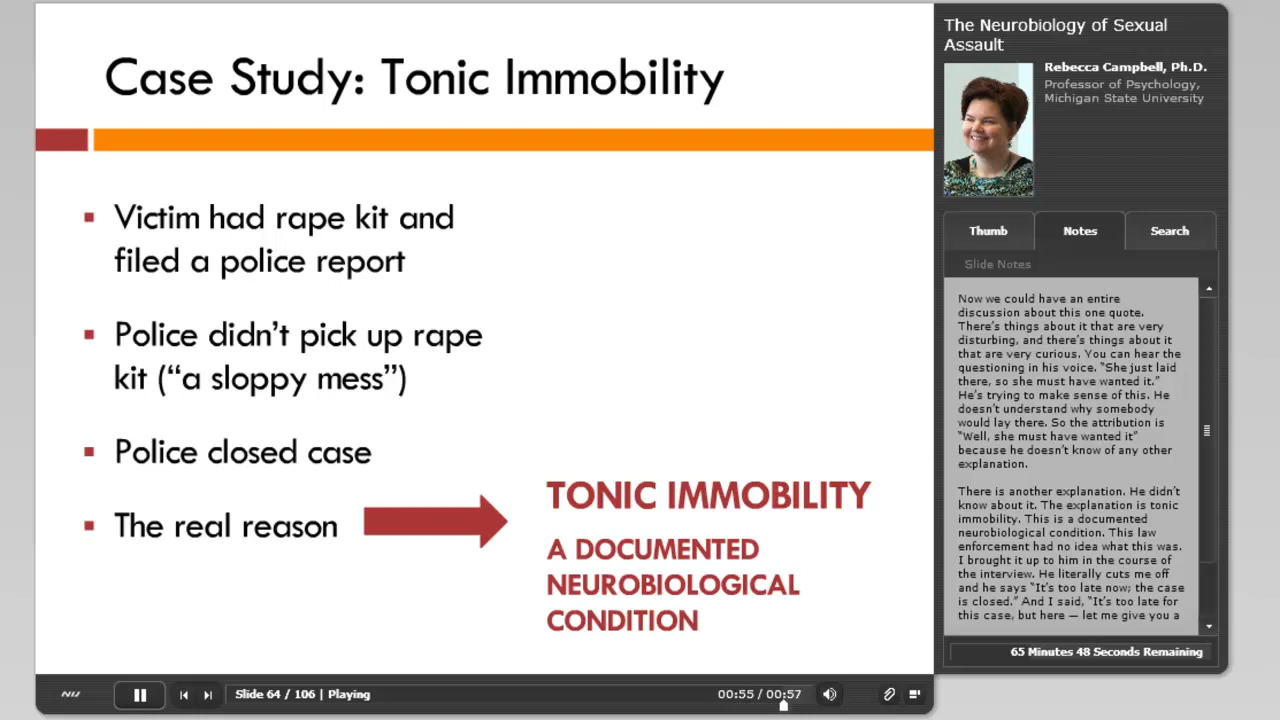 Case Study: Tonic Immobility
Victim had rape kit and
filed a police report
Police didn't pick up rape
kit (“a sloppy mess”)
Police closed case
The real reason
TONIC IMMOBILITY
A DOCUMENTED
NEUROBIOLOGICAL
CONDITION
NIJ
Slide 64 / 106 | Playing
00:55 / 00:57
The Neurobiology of Sexual
Assault
Rebecca Campbell, Ph.D.
Professor of Psychology,
Michigan State University
Thumb
Notes
Search
Slide Notes
Now we could have an entire
discussion about this one quote.
There's things about it that are very
disturbing, and there's things about it
that are very curious. You can hear the
questioning in his voice. “She just laid
there, so she must have wanted it.”
He's trying to make sense of this. He
doesn't understand why somebody
would lay there. So the attribution is
“Well, she must have wanted it”
because he doesn't know of any other
explanation.
There is another explanation. He didn't
know about it. The explanation is tonic
immobility. This is a documented
neurobiological condition. This law
enforcement had no idea what this was.
I brought it up to him in the course of
the interview. He literally cuts me off
and he says “It's too late now; the case
is closed.” And I said, “It's too late for
this case, but here — let me give you a
65 Minutes 48 Seconds Remaining